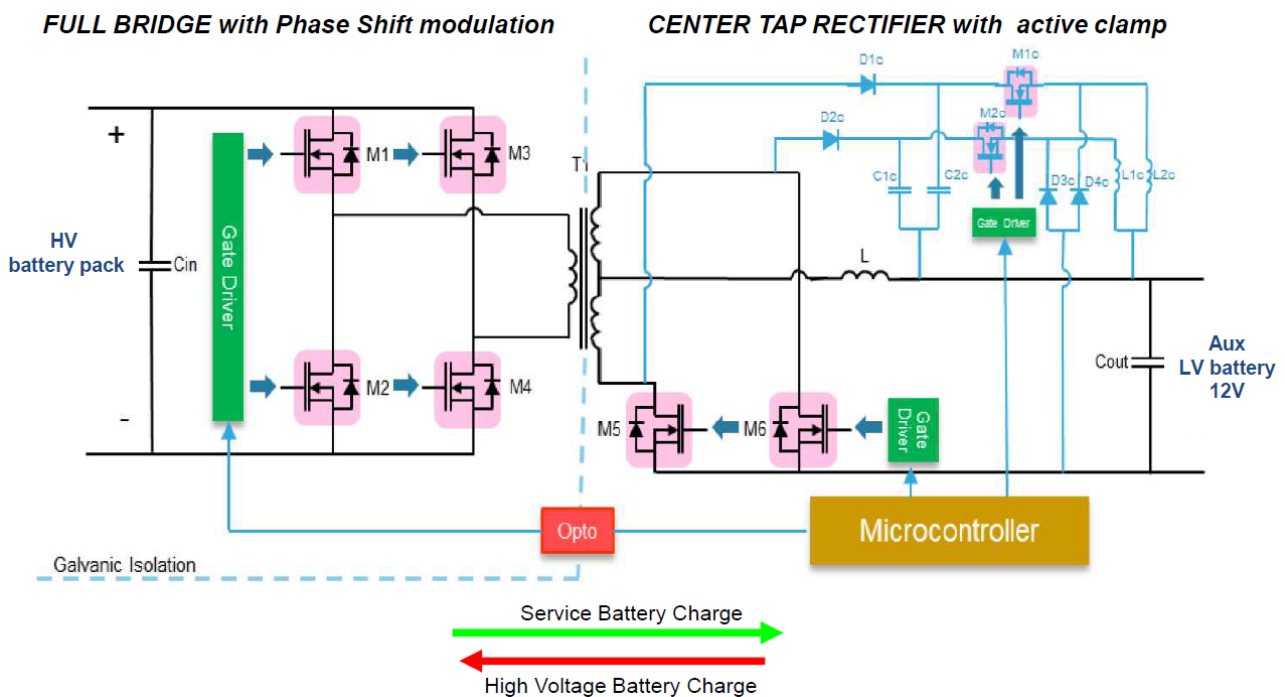 FULL BRIDGE with Phase Shift modulation
CENTER TAP RECTIFIER with active clamp
D1c
M1c
D2c
M2c
+
M1
M3
T1
C1c
C2c
D3c
D4c
L1c
L2c
Gate Driver
HV
battery pack
Cin
Gate Driver
L
Aux
LV battery
12V
Cout
M2
M4
-
M5
M6
Gate
Driver
Opto
Microcontroller
Galvanic Isolation
Service Battery Charge
High Voltage Battery Charge